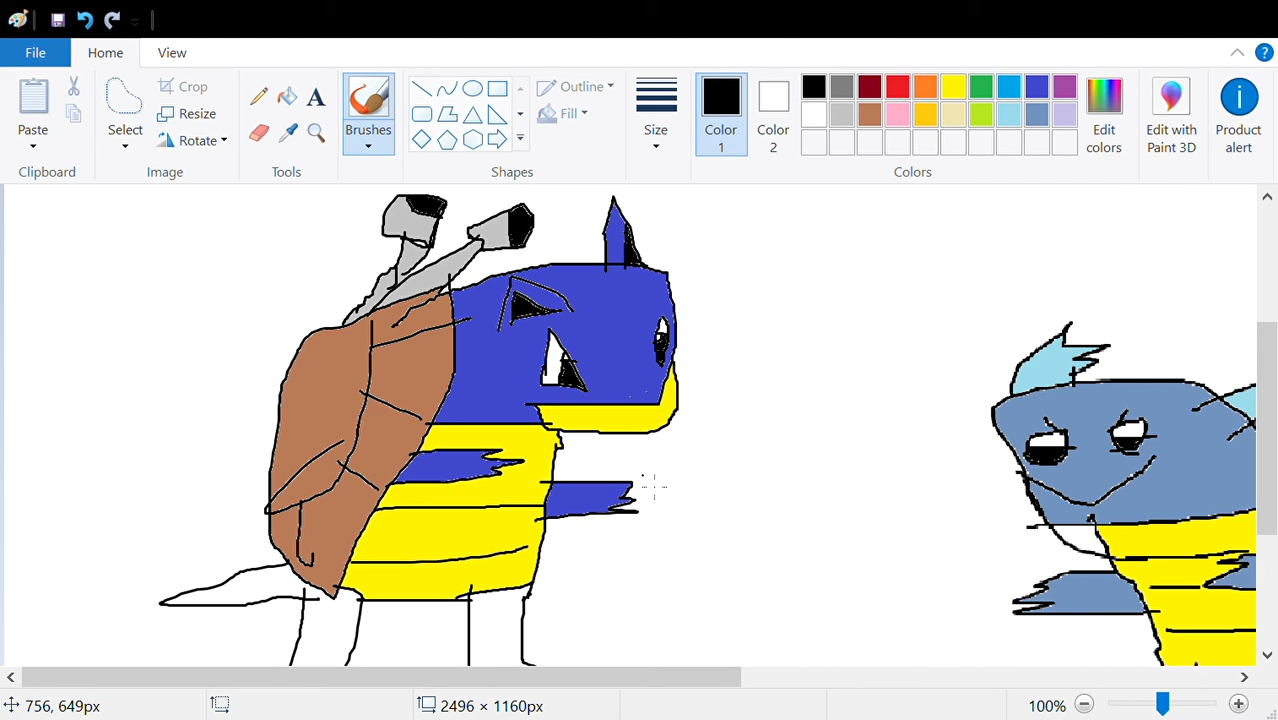 File Home View
Paste
Clipboard
Select
Crop
Resize
Rotate
Image
A
Tools
Brushes
Outline
Fill
Shapes
Size
Color 1
Color 2
Edit colors
Colors
Edit with Paint 3D
Product alert
756, 649px
2496 × 1160px
100%